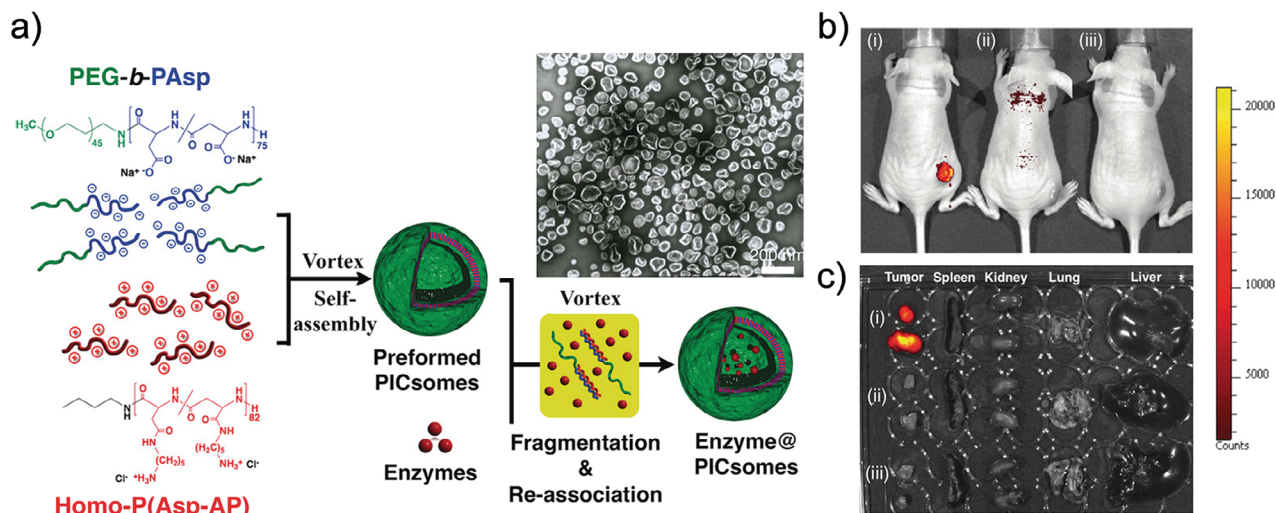 a)
PEG-b-PAsp
H₃C
O
45
N
H
O
H
N
O
N
H
O
H
75
Na⁺ ⁻O
O
O⁻ Na⁺
Vortex
Self-
assembly
Preformed
PICsomes
Enzymes
200 nm
Vortex
Fragmentation
&
Re-association
Enzyme@
PICsomes
N
H
O
H
N
O
N
H
O
H
82
O
NH
(CH₂)₅
Cl⁻ ⁺H₃N
O
NH
(H₂C)₅
NH₃⁺ Cl⁻
Homo-P(Asp-AP)
b)
(i) (ii) (iii)
c)
Tumor Spleen Kidney Lung Liver
(i)
(ii)
(iii)
20000
15000
10000
5000
Counts